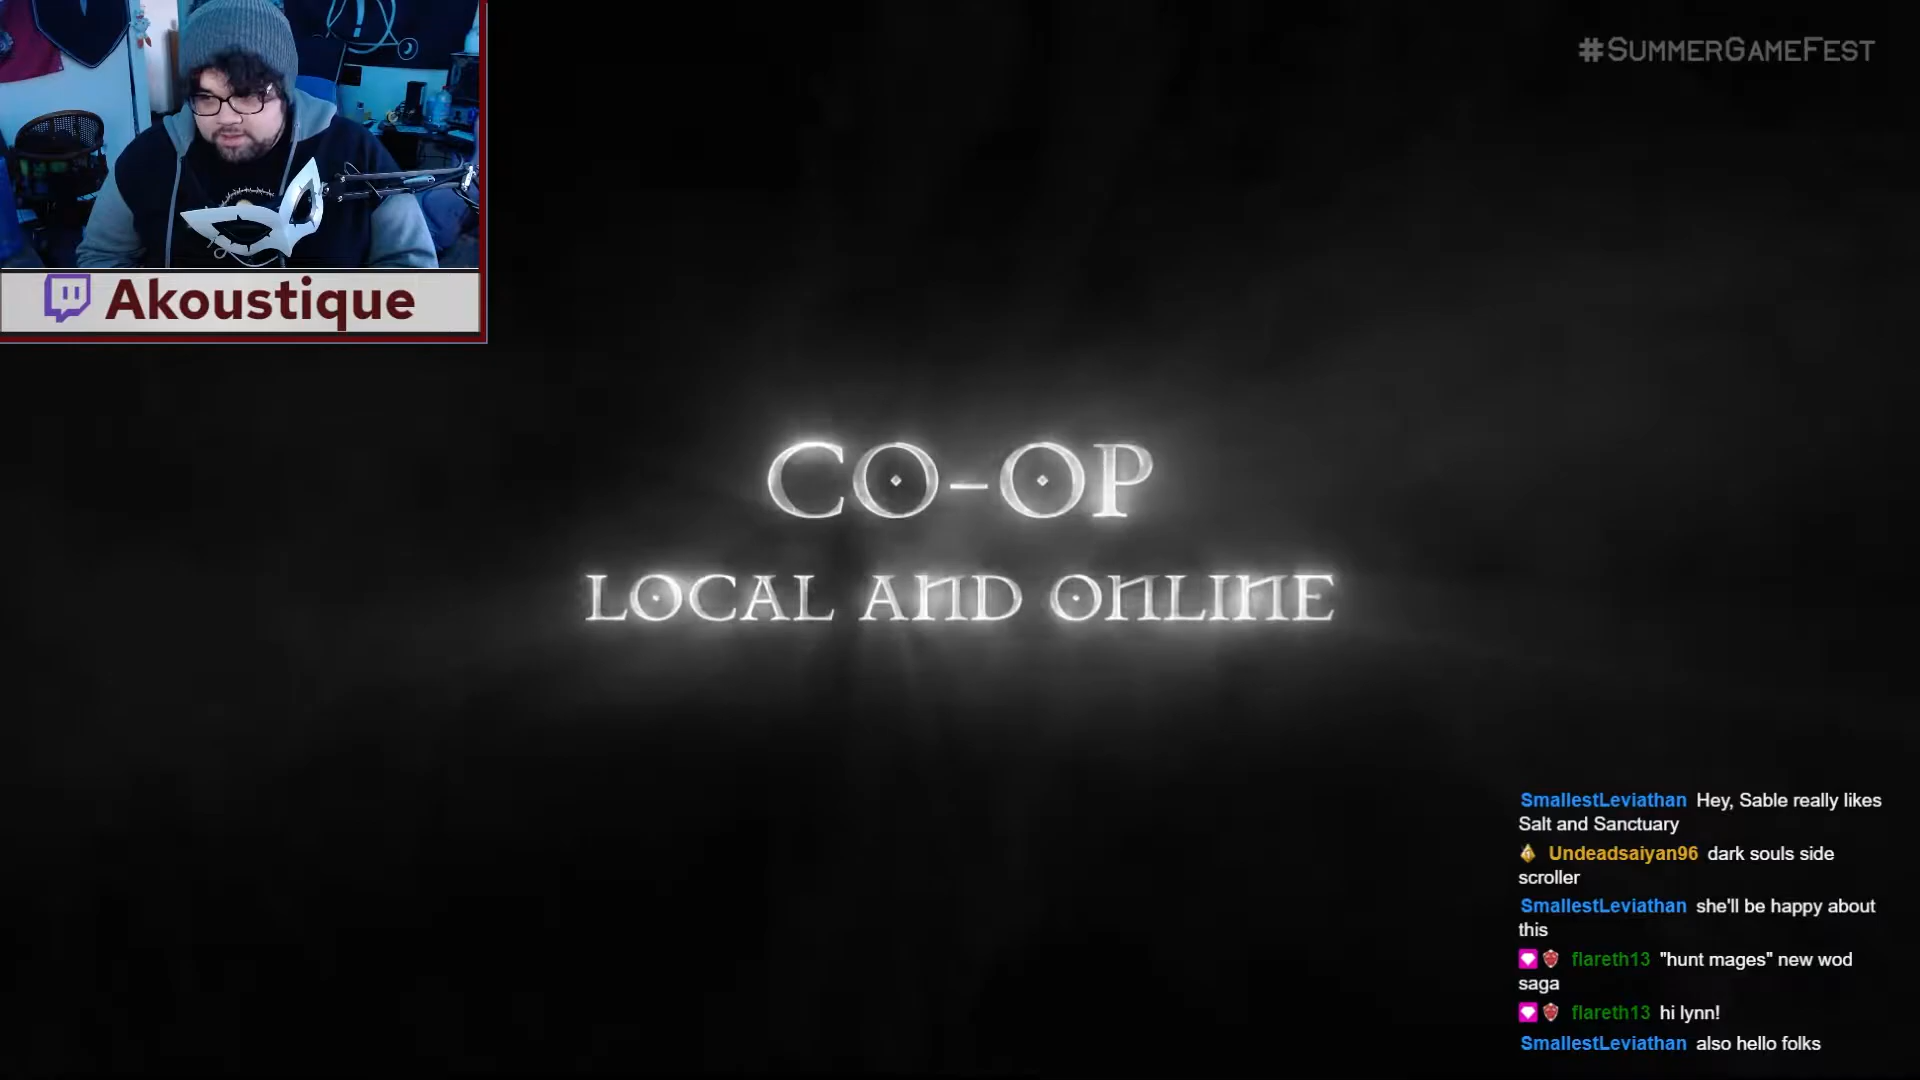 #SUMMERGAMEFEST
Akoustique
CO-OP
LOCAL AND ONLINE
SmallestLeviathan Hey, Sable really likes
Salt and Sanctuary
Undeadsaiyan96 dark souls side
scroller
SmallestLeviathan she'll be happy about
this
flareth13 "hunt mages" new wod
saga
flareth13 hi lynn!
SmallestLeviathan also hello folks